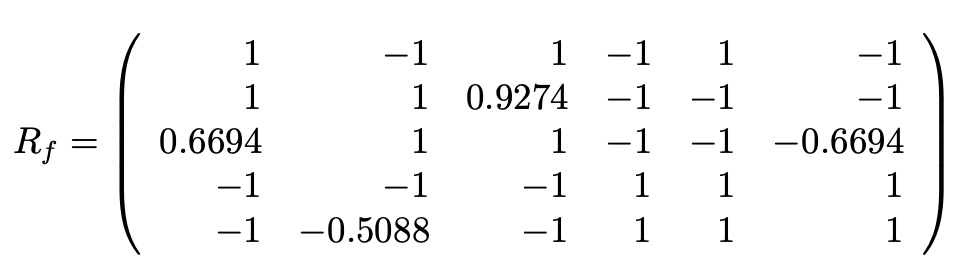 1 −1 1 −1 1 −1
1 1 0.9274 −1 −1 −1
R_f = 0.6694 1 1 −1 −1 −0.6694
−1 −1 −1 1 1 1
−1 −0.5088 −1 1 1 1